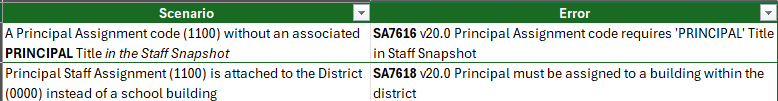 Scenario Error
A Principal Assignment code (1100) without an associated SA7616 v20.0 Principal Assignment code requires 'PRINCIPAL' Title
PRINCIPAL Title in the Staff Snapshot in Staff Snapshot
Principal Staff Assignment (1100) is attached to the District SA7618 v20.0 Principal must be assigned to a building within the
(0000) instead of a school building district